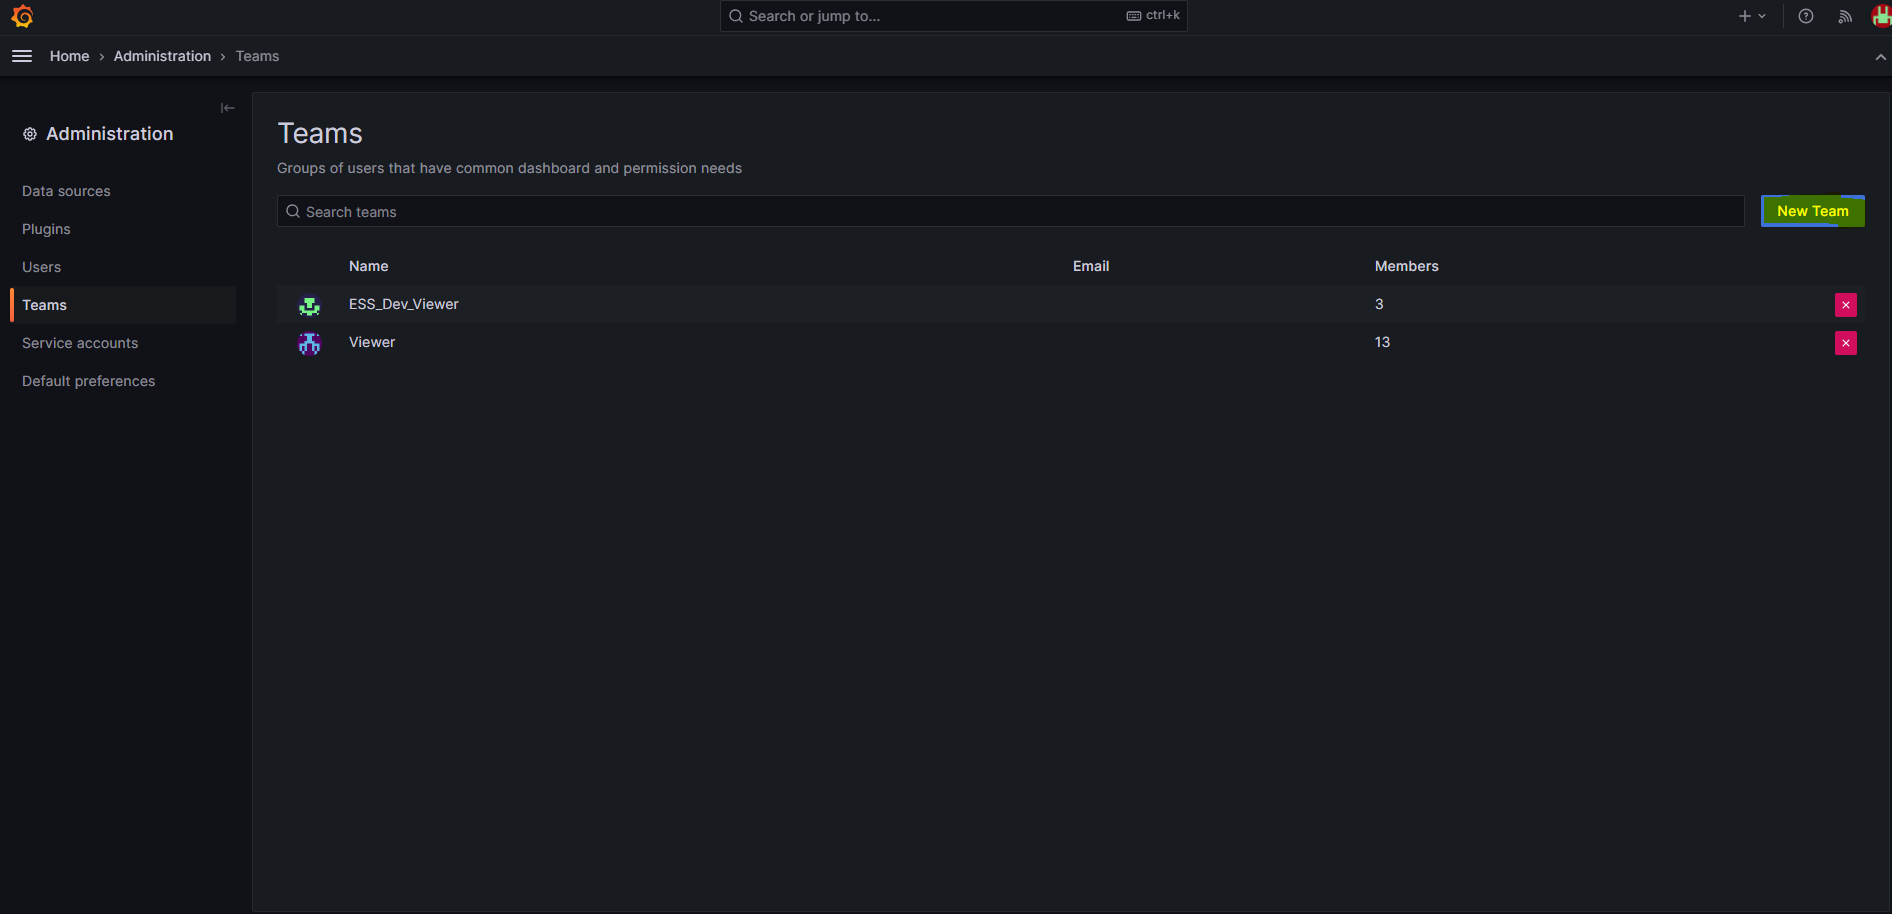 Search or jump to... ctrl+k
Home › Administration › Teams
Administration
Data sources
Plugins
Users
Teams
Service accounts
Default preferences
Teams
Groups of users that have common dashboard and permission needs
Search teams New Team
Name Email Members
ESS_Dev_Viewer 3
Viewer 13